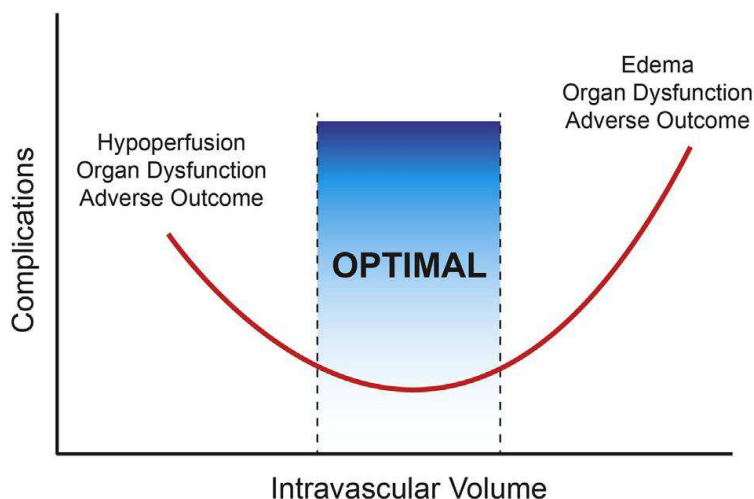 Complications
Hypoperfusion
Organ Dysfunction
Adverse Outcome
OPTIMAL
Edema
Organ Dysfunction
Adverse Outcome
Intravascular Volume